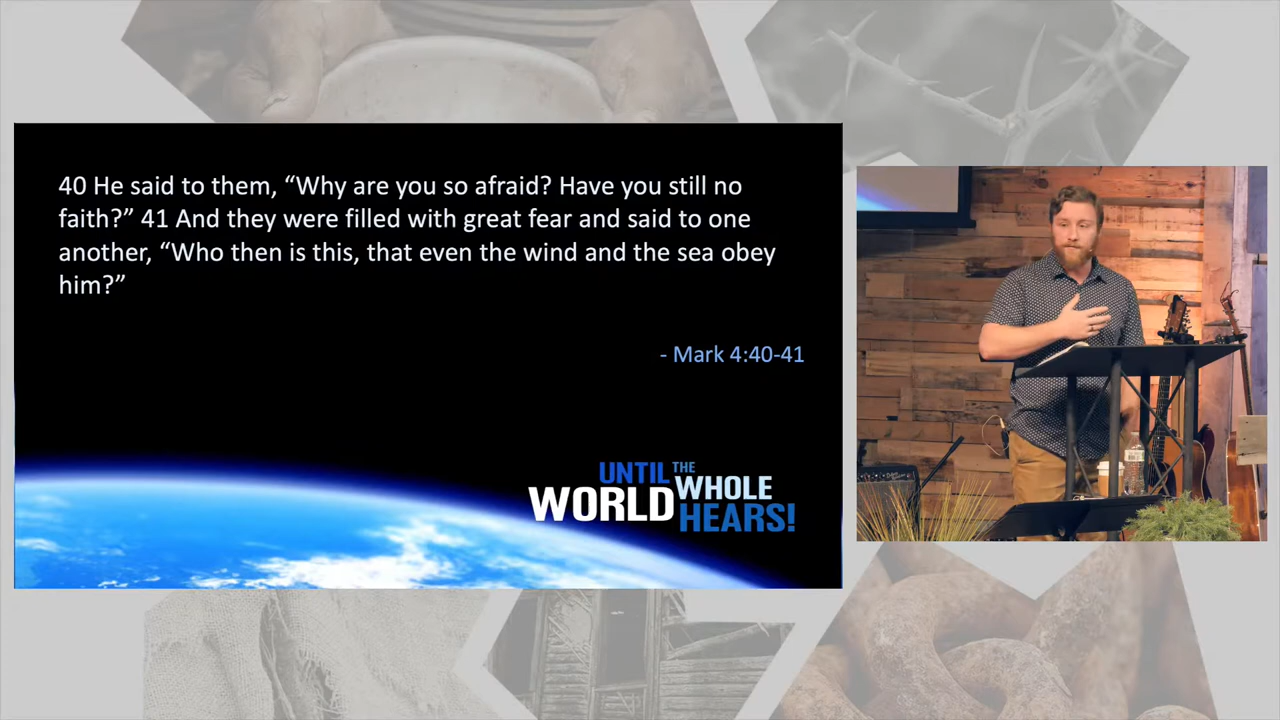 40 He said to them, “Why are you so afraid? Have you still no
faith?” 41 And they were filled with great fear and said to one
another, “Who then is this, that even the wind and the sea obey
him?”
- Mark 4:40-41
UNTIL THE
WORLD WHOLE
HEARS!